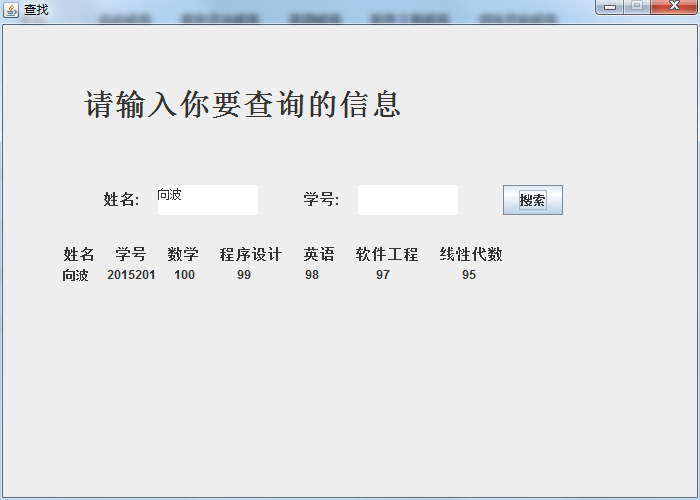 查找
请输入你要查询的信息
姓名: 向波 学号: 搜索
姓名 学号 数学 程序设计 英语 软件工程 线性代数
向波 2015201 100 99 98 97 95